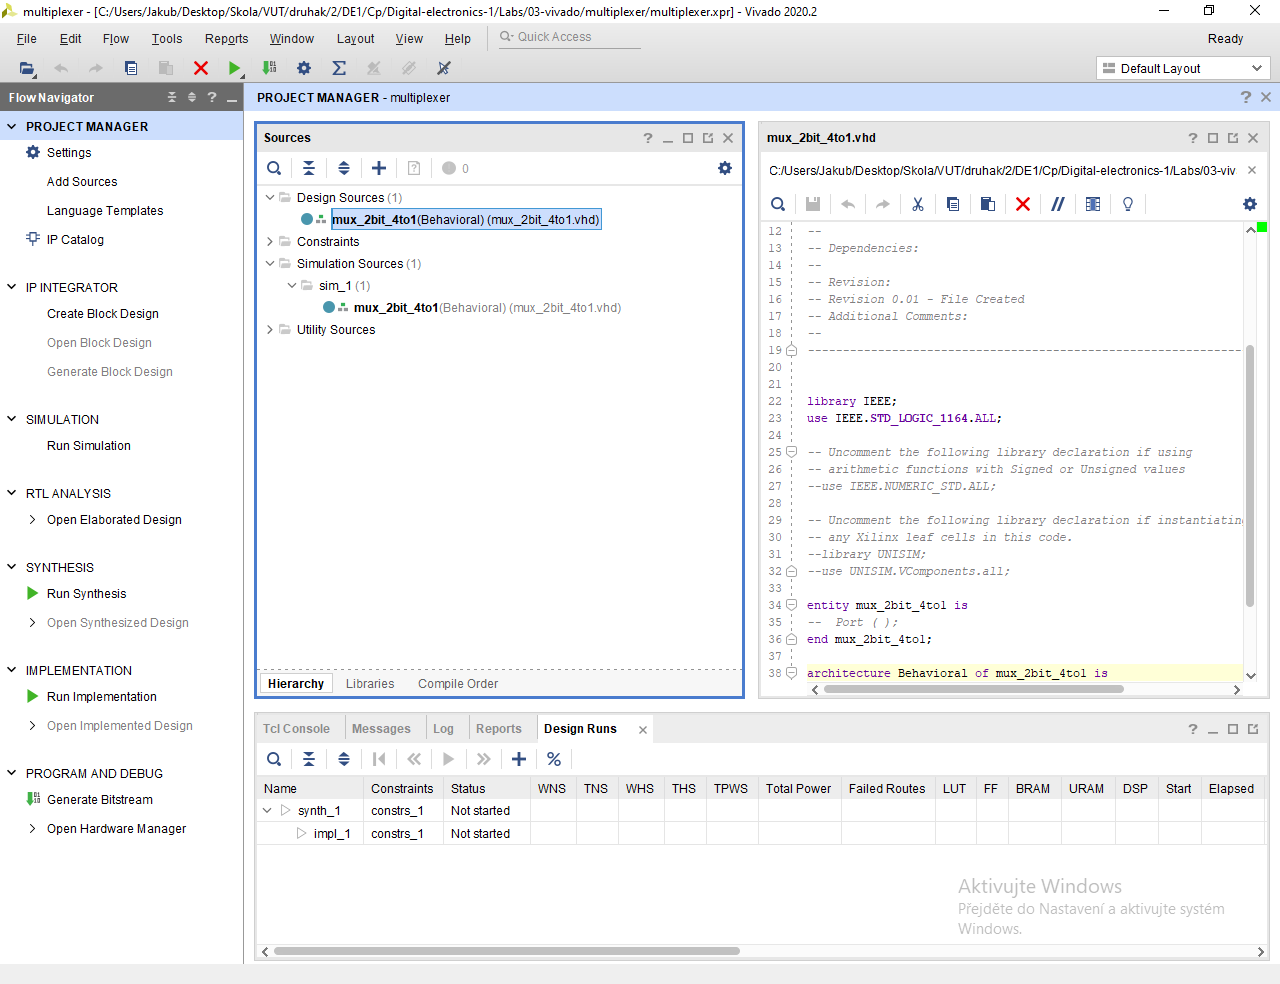 multiplexer - [C:/Users/Jakub/Desktop/Skola/VUT/druhak/2/DE1/Cp/Digital-electronics-1/Labs/03-vivado/multiplexer/multiplexer.xpr] - Vivado 2020.2
File Edit Flow Tools Reports Window Layout View Help Quick Access Ready
Default Layout
Flow Navigator
PROJECT MANAGER
Settings
Add Sources
Language Templates
IP Catalog
IP INTEGRATOR
Create Block Design
Open Block Design
Generate Block Design
SIMULATION
Run Simulation
RTL ANALYSIS
Open Elaborated Design
SYNTHESIS
Run Synthesis
Open Synthesized Design
IMPLEMENTATION
Run Implementation
Open Implemented Design
PROGRAM AND DEBUG
Generate Bitstream
Open Hardware Manager
PROJECT MANAGER - multiplexer
Sources
0
Design Sources (1)
mux_2bit_4to1(Behavioral) (mux_2bit_4to1.vhd)
Constraints
Simulation Sources (1)
sim_1 (1)
mux_2bit_4to1(Behavioral) (mux_2bit_4to1.vhd)
Utility Sources
Hierarchy Libraries Compile Order
mux_2bit_4to1.vhd
C:/Users/Jakub/Desktop/Skola/VUT/druhak/2/DE1/Cp/Digital-electronics-1/Labs/03-viv
12 --
13 -- Dependencies:
14 --
15 -- Revision:
16 -- Revision 0.01 - File Created
17 -- Additional Comments:
18 --
19 ----------------------------------------------------------------
20
21
22 library IEEE;
23 use IEEE.STD_LOGIC_1164.ALL;
24
25 -- Uncomment the following library declaration if using
26 -- arithmetic functions with Signed or Unsigned values
27 --use IEEE.NUMERIC_STD.ALL;
28
29 -- Uncomment the following library declaration if instantiating
30 -- any Xilinx leaf cells in this code.
31 --library UNISIM;
32 --use UNISIM.VComponents.all;
33
34 entity mux_2bit_4to1 is
35 --  Port ( );
36 end mux_2bit_4to1;
37
38 architecture Behavioral of mux_2bit_4to1 is
Tcl Console Messages Log Reports Design Runs
Name Constraints Status WNS TNS WHS THS TPWS Total Power Failed Routes LUT FF BRAM URAM DSP Start Elapsed
synth_1 constrs_1 Not started
impl_1 constrs_1 Not started
Aktivujte Windows
Přejděte do Nastavení a aktivujte systém
Windows.